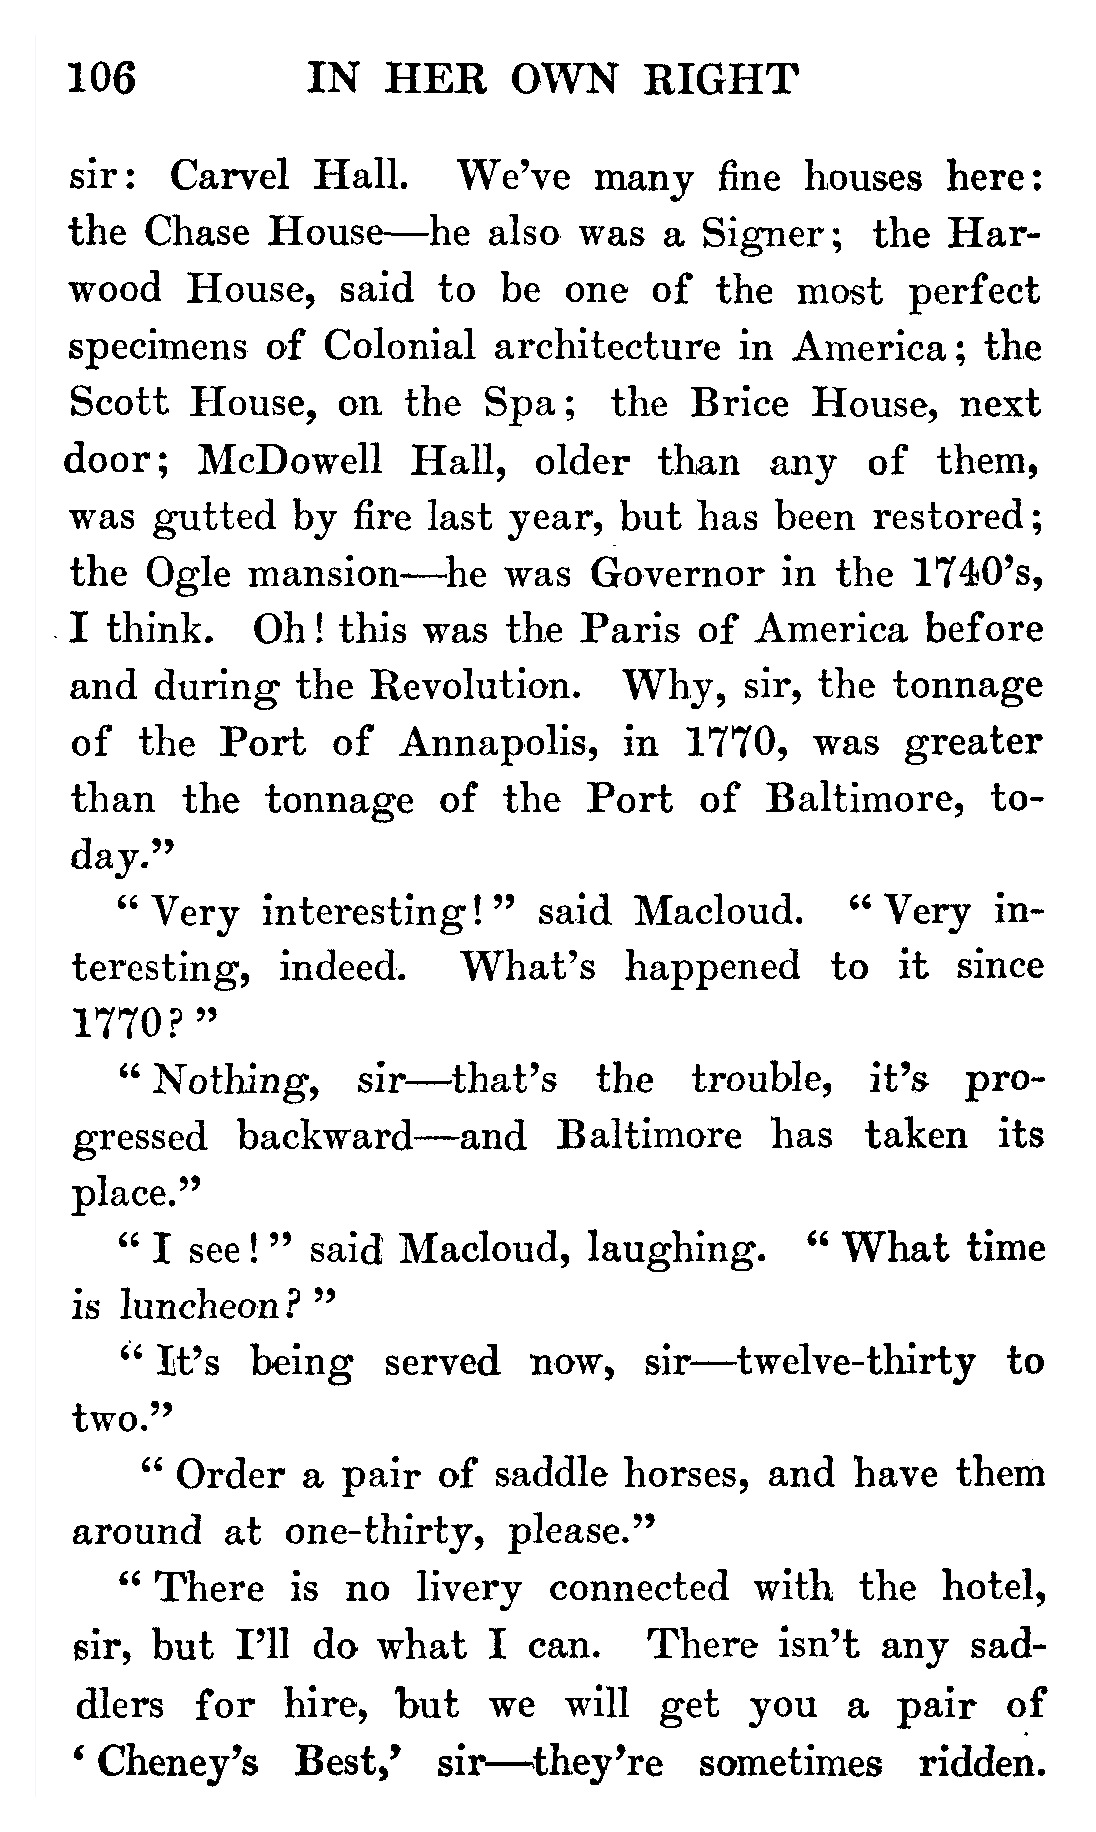 106 IN HER OWN RIGHT
sir: Carvel Hall. We've many fine houses here:
the Chase House—he also was a Signer; the Har-
wood House, said to be one of the most perfect
specimens of Colonial architecture in America; the
Scott House, on the Spa; the Brice House, next
door; McDowell Hall, older than any of them,
was gutted by fire last year, but has been restored;
the Ogle mansion—he was Governor in the 1740's,
I think. Oh! this was the Paris of America before
and during the Revolution. Why, sir, the tonnage
of the Port of Annapolis, in 1770, was greater
than the tonnage of the Port of Baltimore, to-
day."
"Very interesting!" said Macloud. "Very in-
teresting, indeed. What's happened to it since
1770?"
"Nothing, sir—that's the trouble, it's pro-
gressed backward—and Baltimore has taken its
place."
"I see!" said Macloud, laughing. "What time
is luncheon?"
"It's being served now, sir—twelve-thirty to
two."
"Order a pair of saddle horses, and have them
around at one-thirty, please."
"There is no livery connected with the hotel,
sir, but I'll do what I can. There isn't any sad-
dlers for hire, but we will get you a pair of
'Cheney's Best,' sir—they're sometimes ridden.